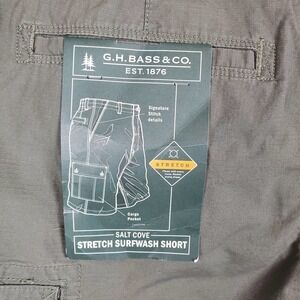 G.H.BASS & CO.
EST. 1876
Signature
Stitch
details
STRETCH
Cargo
Pocket
SALT COVE
STRETCH SURFWASH SHORT